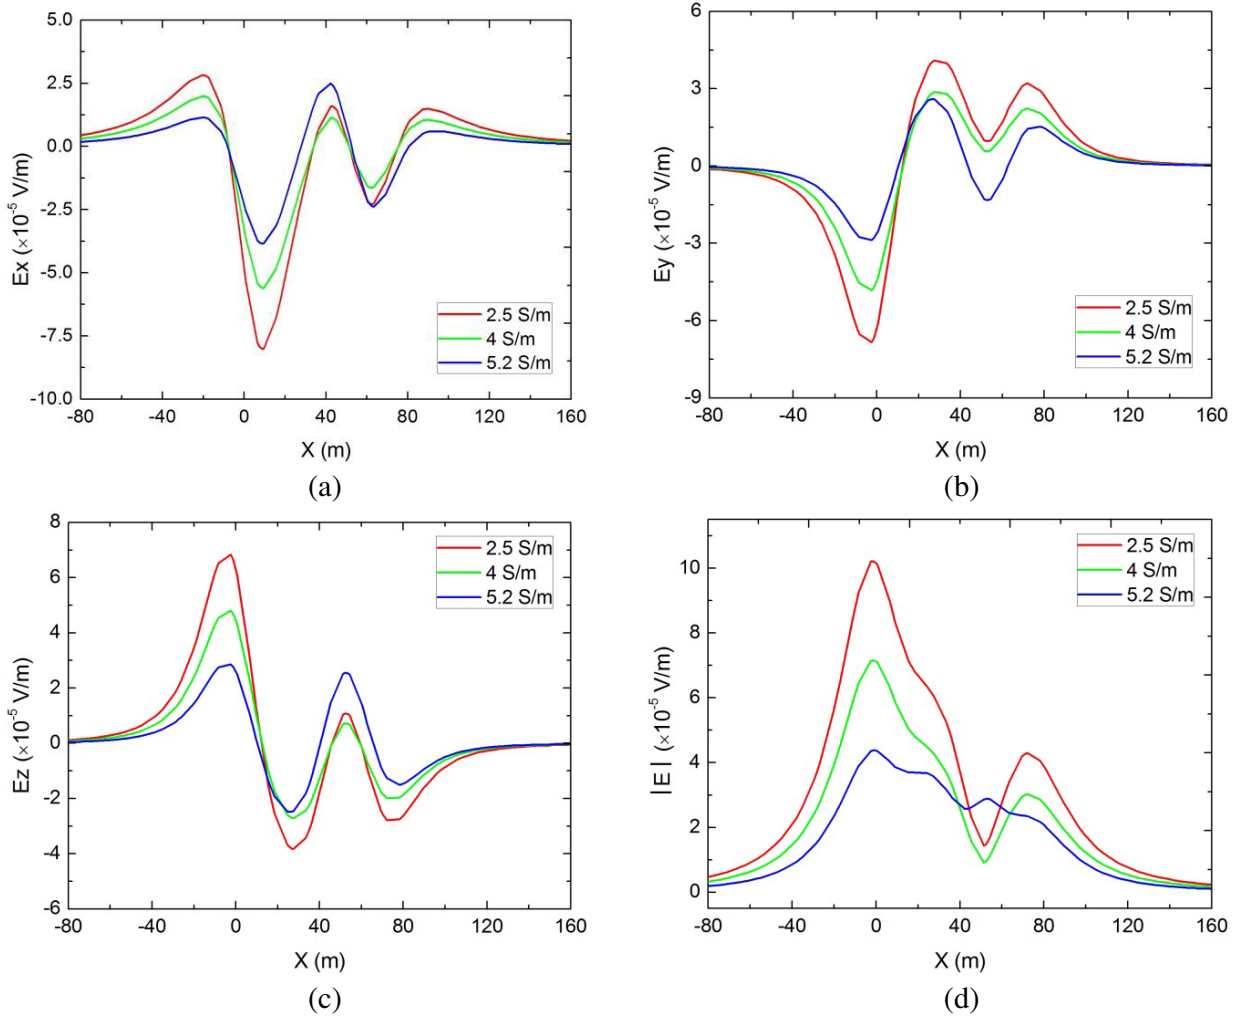 5.0
2.5
0.0
-2.5
-5.0
-7.5
-10.0
Ex (×10⁻⁵ V/m)
2.5 S/m
4 S/m
5.2 S/m
-80 -40 0 40 80 120 160
X (m)
(a)
6
3
0
-3
-6
-9
Ey (×10⁻⁵ V/m)
2.5 S/m
4 S/m
5.2 S/m
-80 -40 0 40 80 120 160
X (m)
(b)
8
6
4
2
0
-2
-4
-6
Ez (×10⁻⁵ V/m)
2.5 S/m
4 S/m
5.2 S/m
-80 -40 0 40 80 120 160
X (m)
(c)
10
8
6
4
2
0
|E| (×10⁻⁵ V/m)
2.5 S/m
4 S/m
5.2 S/m
-80 -40 0 40 80 120 160
X (m)
(d)